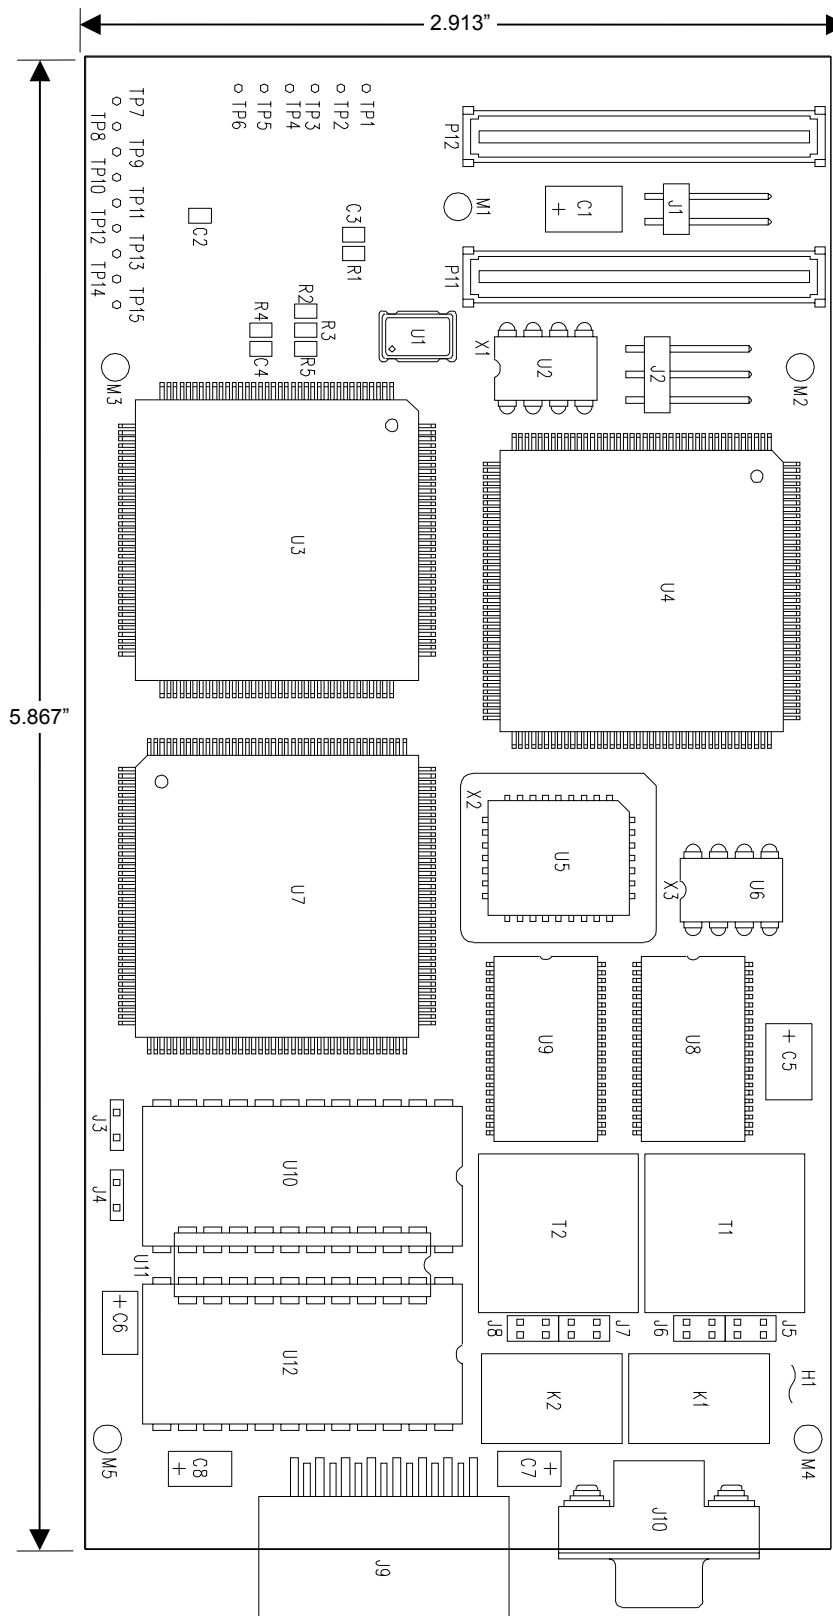 2.913”
TP7
TP8
TP9
TP10
TP11
TP12
TP13
TP14
TP15
TP6
TP5
TP4
TP3
TP2
TP1
P12
M1
C1
J1
C2
C3
R1
P11
R2
R4
R3
C4
R5
U1
X1
U2
J2
M3
M2
U3
U4
5.867”
X2
U5
X3
U6
U7
U9
U8
+ C5
J3
U10
J4
T2
T1
U11
+ C6
J8
J7
J6
J5
U12
K2
K1
H1
M5
+ C8
C7 +
M4
J10
J9